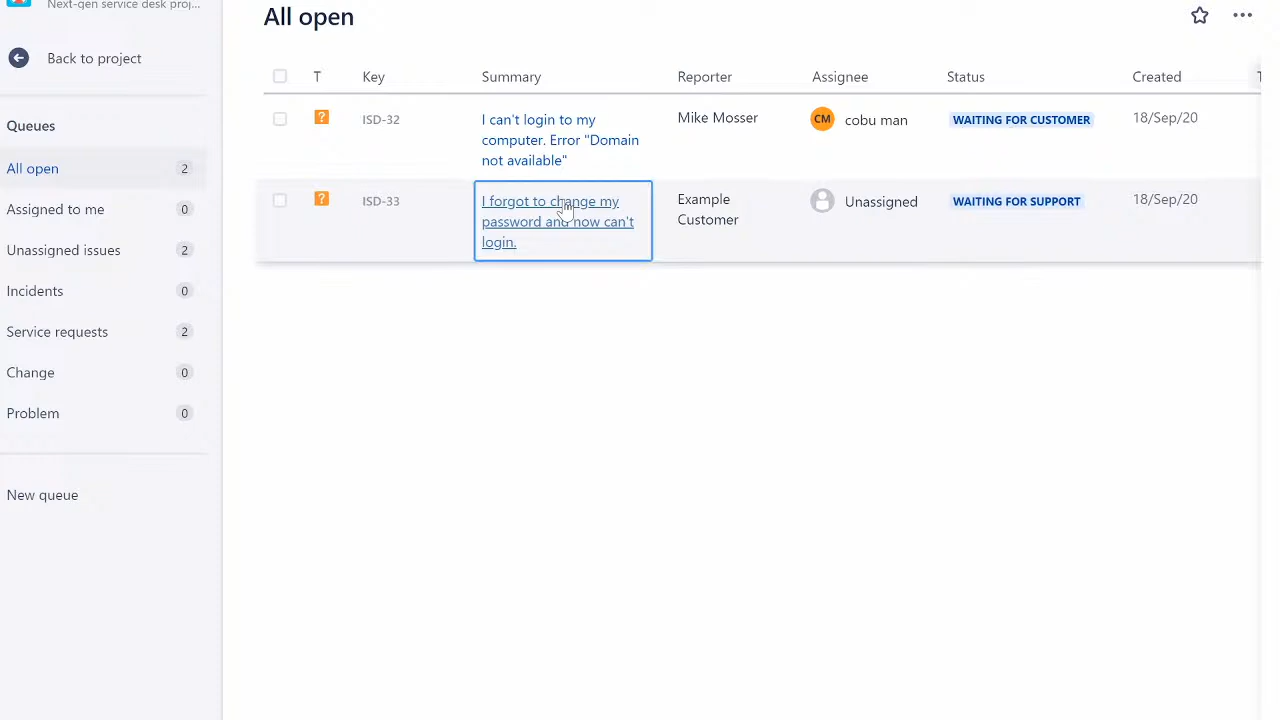 Next-gen service desk proj...
All open
Back to project
T Key Summary Reporter Assignee Status Created T
Queues
? ISD-32 I can't login to my Mike Mosser CM cobu man WAITING FOR CUSTOMER 18/Sep/20
computer. Error "Domain
not available"
All open 2
? ISD-33 I forgot to change my Example Unassigned WAITING FOR SUPPORT 18/Sep/20
password and now can't Customer
login.
Assigned to me 0
Unassigned issues 2
Incidents 0
Service requests 2
Change 0
Problem 0
New queue